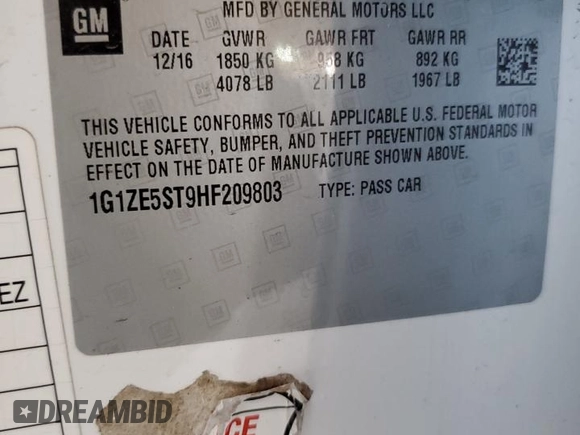 GM
MFD BY GENERAL MOTORS LLC
DATE GVWR GAWR FRT GAWR RR
12/16 1850 KG 958 KG 892 KG
4078 LB 2111 LB 1967 LB
THIS VEHICLE CONFORMS TO ALL APPLICABLE U.S. FEDERAL MOTOR
VEHICLE SAFETY, BUMPER, AND THEFT PREVENTION STANDARDS IN
EFFECT ON THE DATE OF MANUFACTURE SHOWN ABOVE.
1G1ZE5ST9HF209803 TYPE: PASS CAR
EZ
CE
DREAMBID